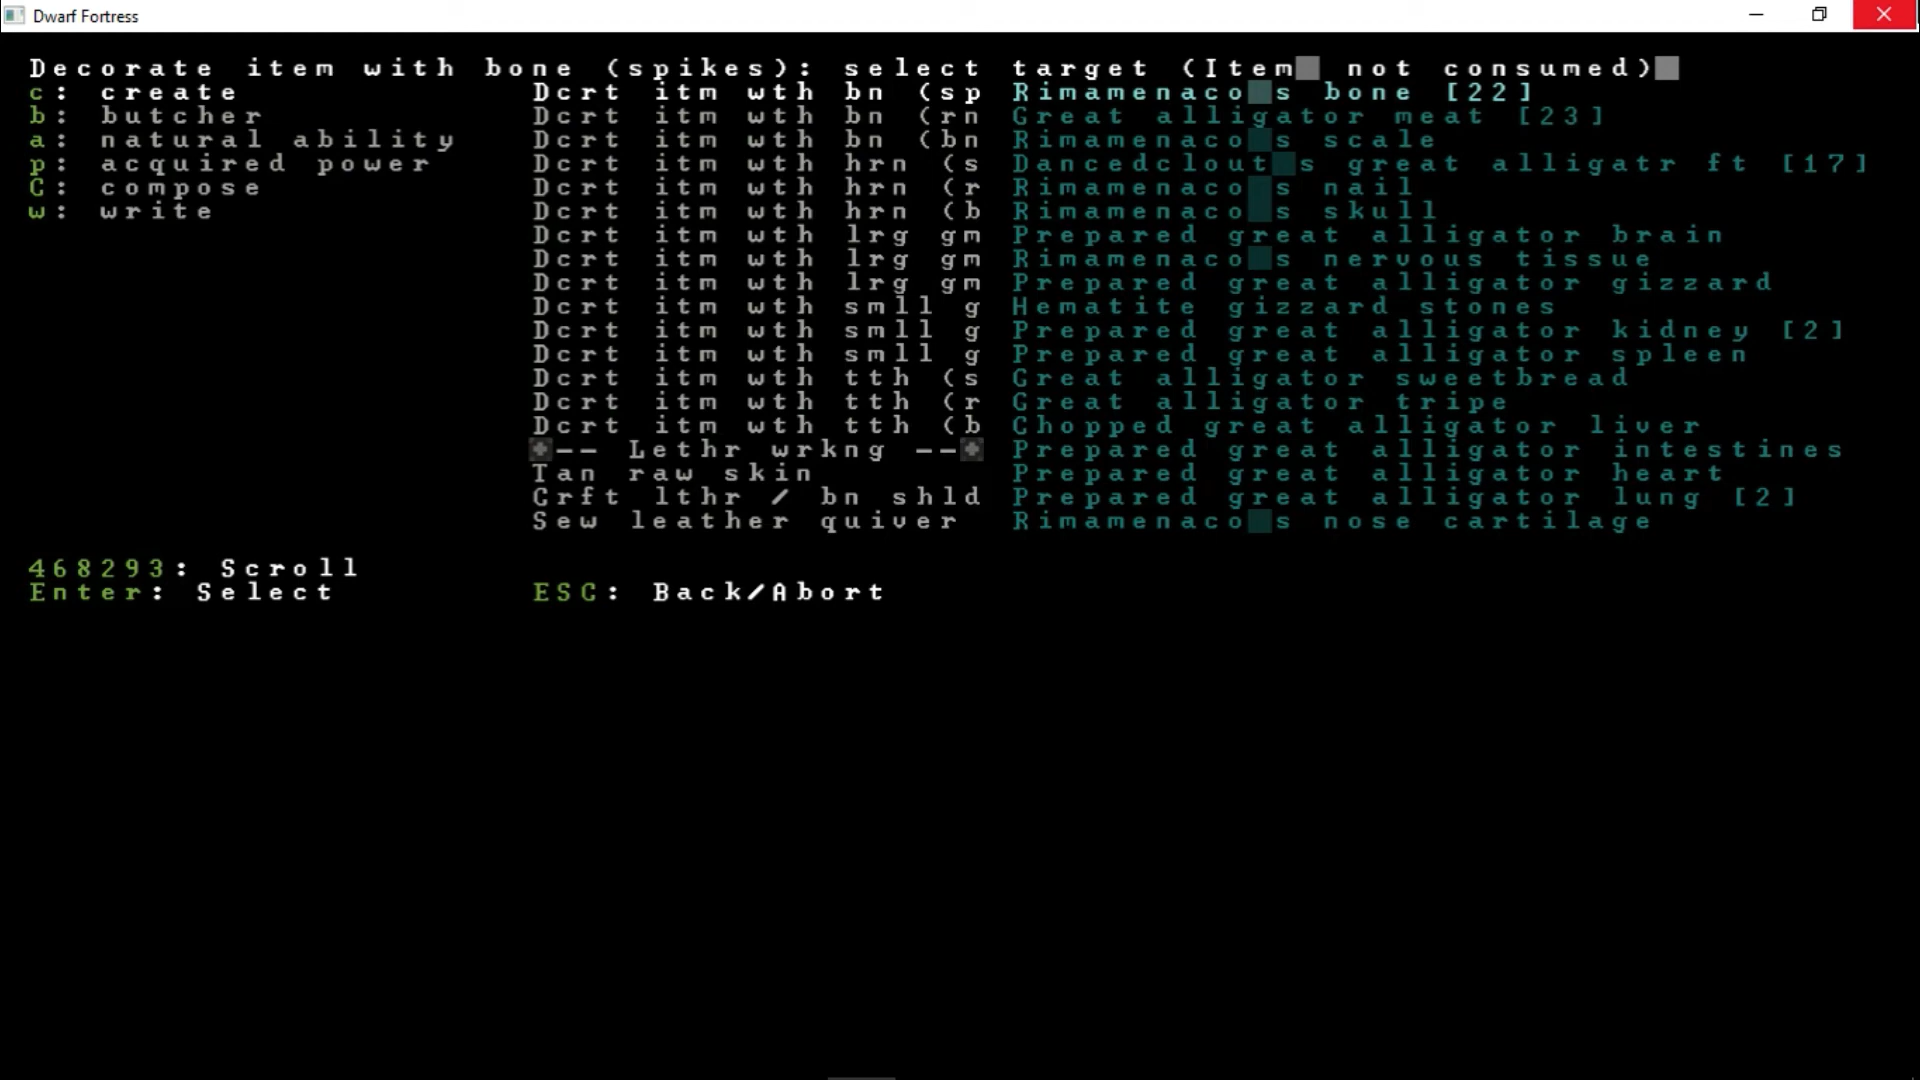 Dwarf Fortress
Decorate item with bone (spikes): select target (Item not consumed)
c: create Dcrt itm wth bn (sp Rimamenaco s bone [22]
b: butcher Dcrt itm wth bn (rn Great alligator meat [23]
a: natural ability Dcrt itm wth bn (bn Rimamenaco s scale
p: acquired power Dcrt itm wth hrn (s Dancedclout s great alligatr ft [17]
C: compose Dcrt itm wth hrn (r Rimamenaco s nail
w: write Dcrt itm wth hrn (b Rimamenaco s skull
Dcrt itm wth lrg gm Prepared great alligator brain
Dcrt itm wth lrg gm Rimamenaco s nervous tissue
Dcrt itm wth lrg gm Prepared great alligator gizzard
Dcrt itm wth smll g Hematite gizzard stones
Dcrt itm wth smll g Prepared great alligator kidney [2]
Dcrt itm wth smll g Prepared great alligator spleen
Dcrt itm wth tth (s Great alligator sweetbread
Dcrt itm wth tth (r Great alligator tripe
Dcrt itm wth tth (b Chopped great alligator liver
-- Lethr wrkng -- Prepared great alligator intestines
Tan raw skin Prepared great alligator heart
Crft lthr / bn shld Prepared great alligator lung [2]
Sew leather quiver Rimamenaco s nose cartilage
468293: Scroll
Enter: Select ESC: Back/Abort